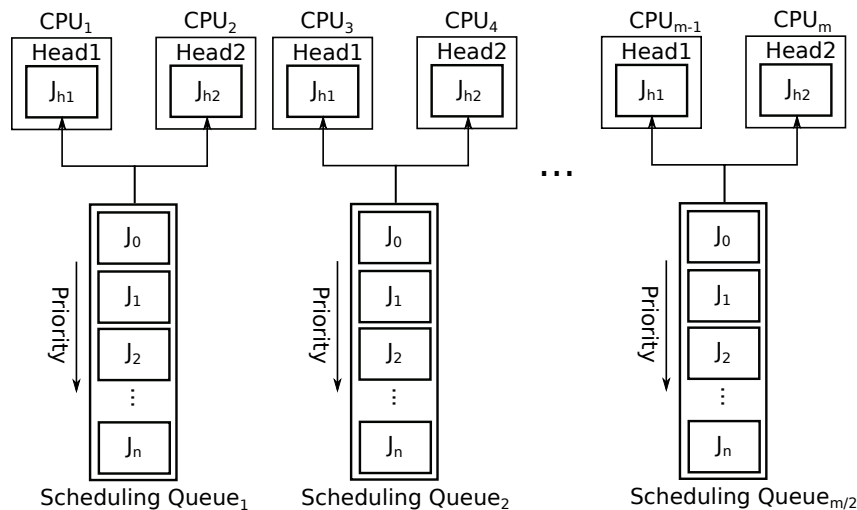 CPU₁ CPU₂ CPU₃ CPU₄ CPUₘ₋₁ CPUₘ
Head1 Head2 Head1 Head2 Head1 Head2
Jₕ₁ Jₕ₂ Jₕ₁ Jₕ₂ Jₕ₁ Jₕ₂
...
J₀ J₀ J₀
J₁ J₁ J₁
Priority Priority Priority
J₂ J₂ J₂
... ... ...
Jₙ Jₙ Jₙ
Scheduling Queue₁ Scheduling Queue₂ Scheduling Queueₘ/₂